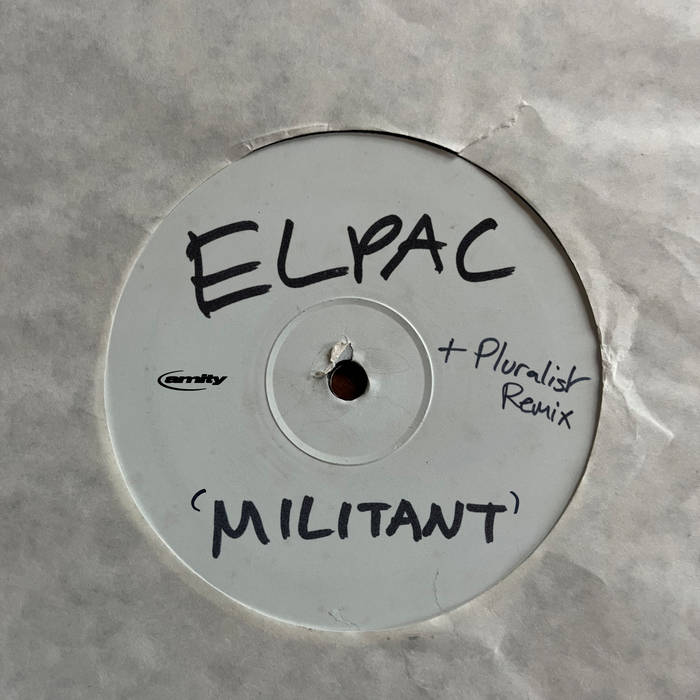 ELPAC
amity
+ Pluralist
Remix
'MILITANT'